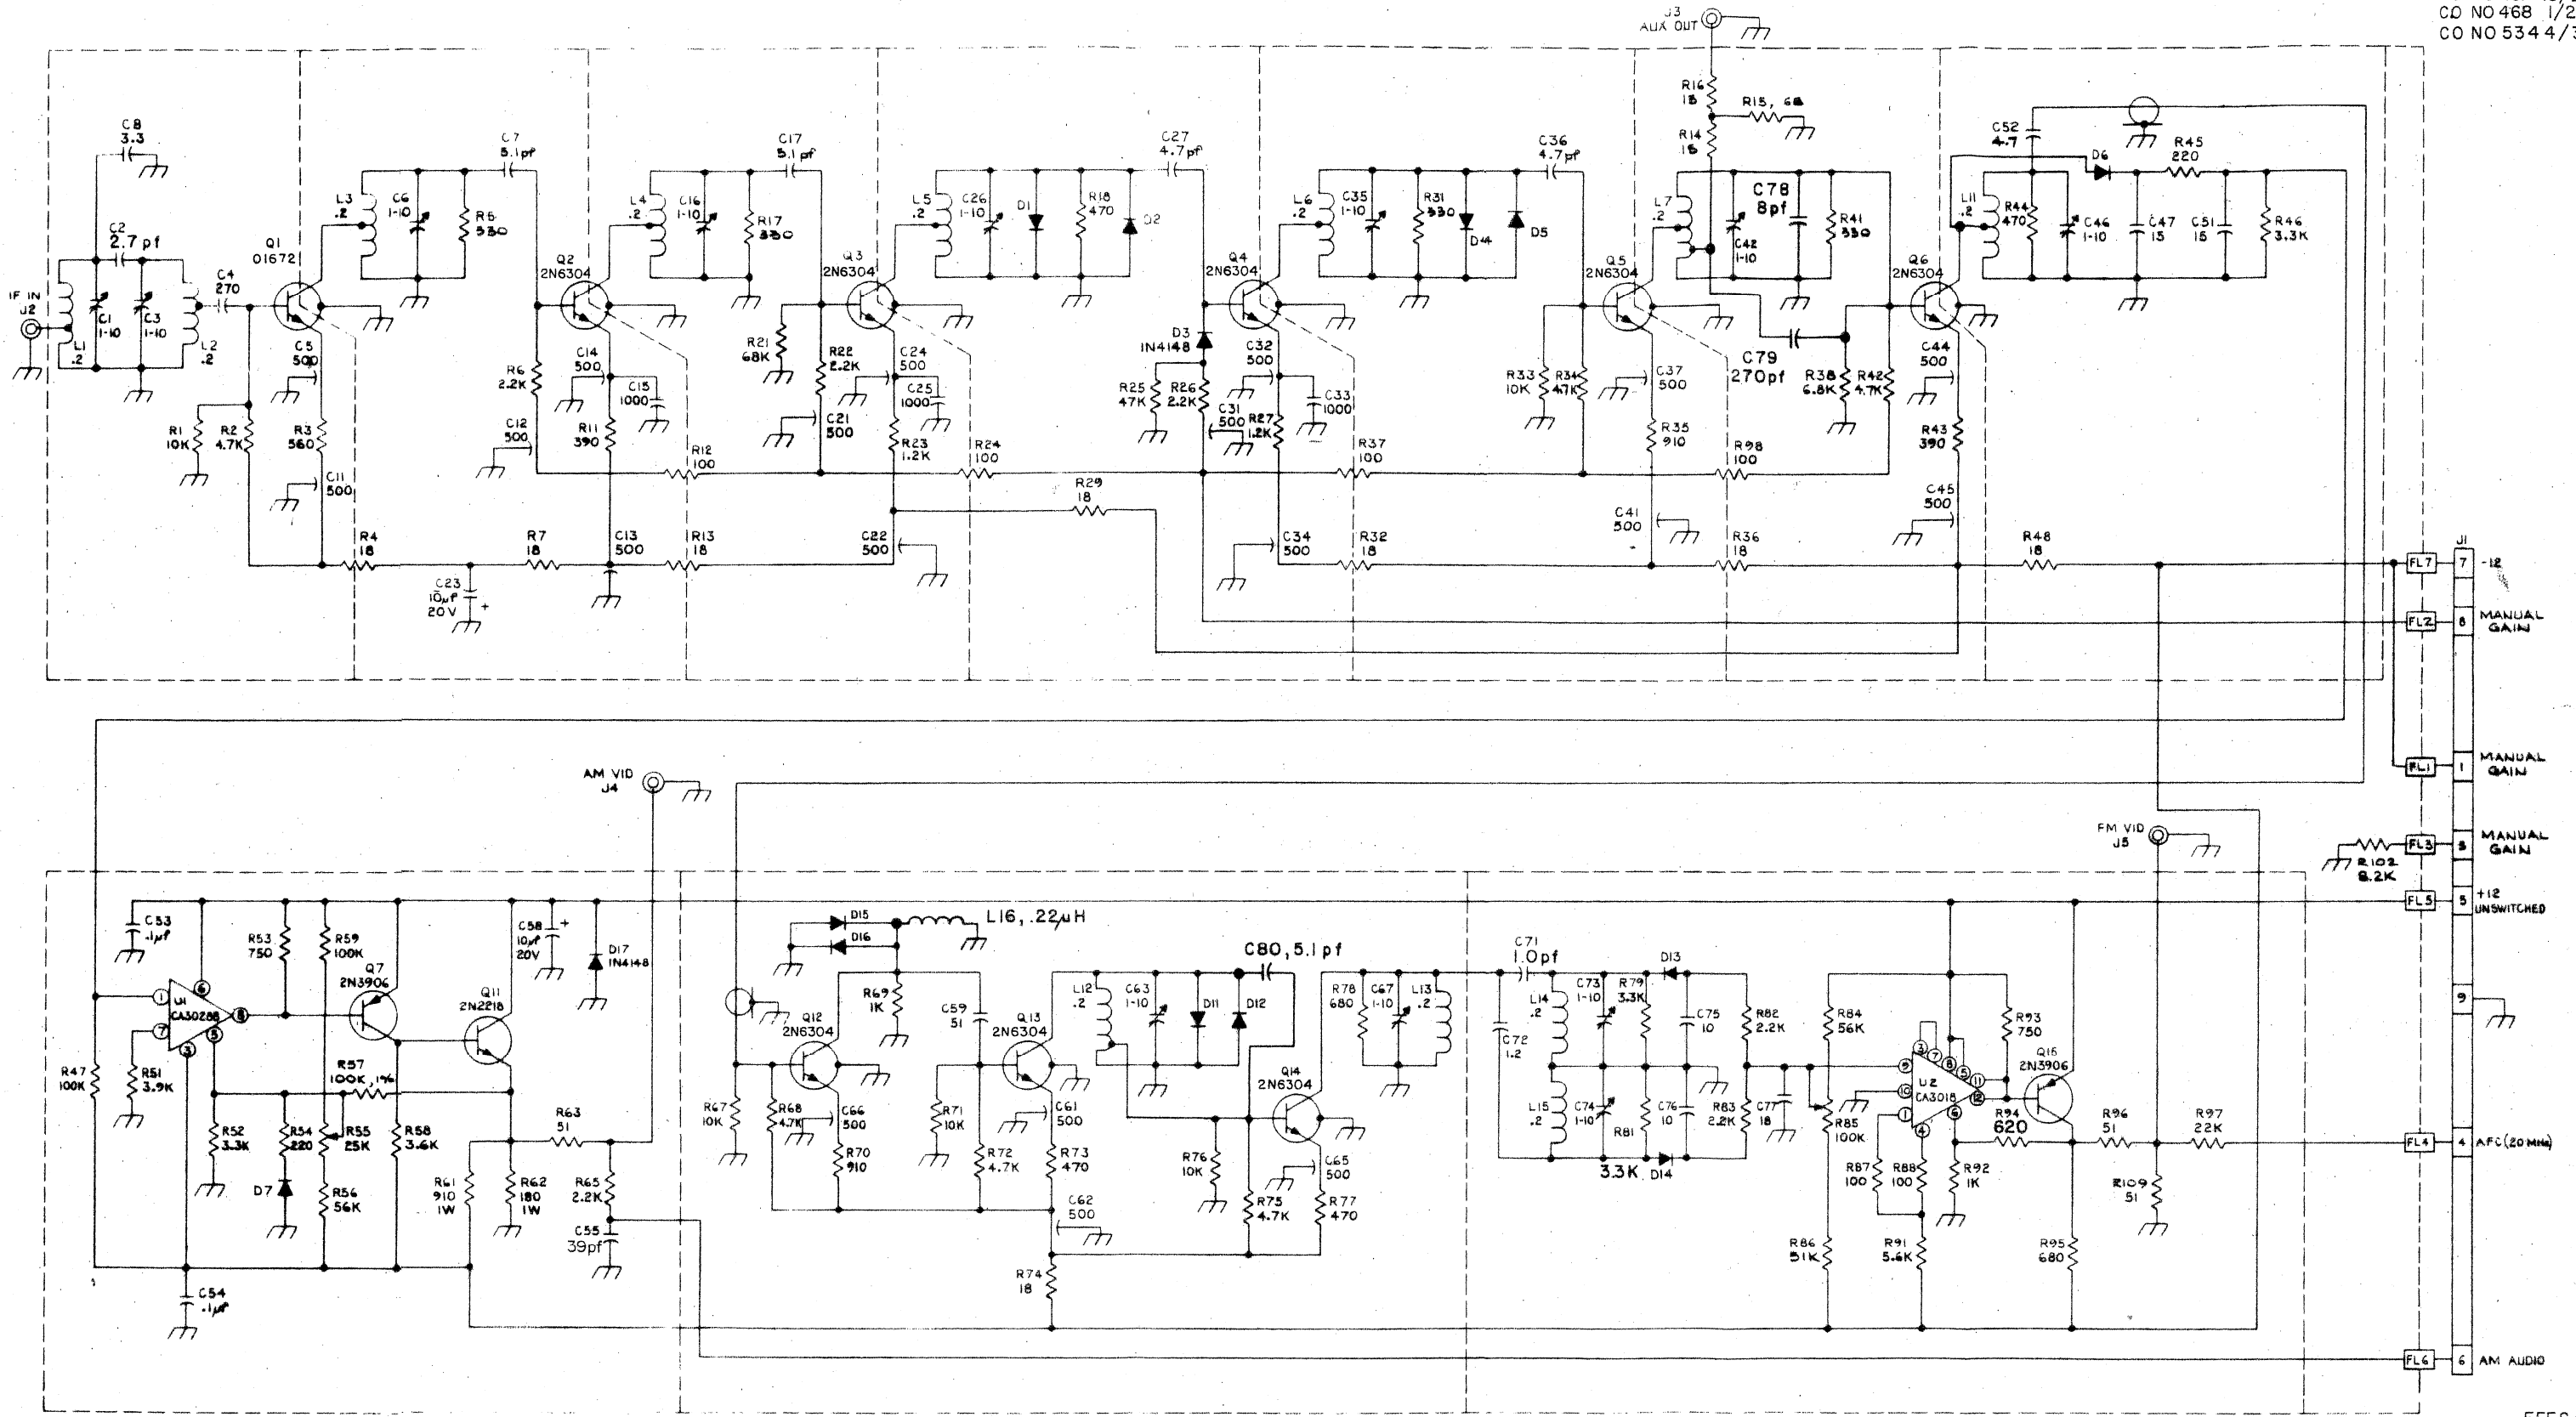 CO NO 468 1/2
CO NO 534 4/3
J3
AUX OUT
R16
18
R15, 68
R14
18
C8
3.3
C2
2.7 pf
C4
270
Q1
01672
IF IN
J2
C1
1-10
C3
1-10
L1
.2
L2
.2
L3
.2
C6
1-10
R5
330
C7
5.1pf
C5
500
R1
10K
R2
4.7K
R3
560
C11
500
R4
18
C23
10µf
20V
+
R7
18
Q2
2N6304
R6
2.2K
C12
500
C14
500
C15
1000
R11
390
C13
500
R12
100
R13
18
L4
.2
C16
1-10
R17
330
C17
5.1pf
Q3
2N6304
R21
68K
R22
2.2K
C21
500
C24
500
C25
1000
R23
1.2K
R24
100
C22
500
R29
18
L5
.2
C26
1-10
D1
R18
470
D2
C27
4.7pf
Q4
2N6304
D3
1N4148
R25
47K
R26
2.2K
C31
500
C32
500
R27
1.2K
C33
1000
C34
500
R37
100
R32
18
L6
.2
C35
1-10
R31
330
D4
D5
C36
4.7pf
Q5
2N6304
R33
10K
R34
4.7K
C37
500
R35
910
C41
500
R98
100
R36
18
L7
.2
C42
1-10
C78
8pf
R41
330
C79
270pf
R38
6.8K
R42
4.7K
Q6
2N6304
C44
500
R43
390
C45
500
R48
18
C52
4.7
D6
R45
220
L11
.2
R44
470
C46
1-10
C47
15
C51
15
R46
3.3K
J1
FL7
7
-12
FL2
8
MANUAL
GAIN
FL1
1
MANUAL
GAIN
FL3
3
MANUAL
GAIN
R102
8.2K
FL5
5
+12
UNSWITCHED
9
FL4
4
AFC (20 MHz)
FL6
6
AM AUDIO
AM VID
J4
FM VID
J5
C53
.1µf
R53
750
R59
100K
Q7
2N3906
Q11
2N2218
C58
10µf
20V
+
D17
1N4148
U1
CA3028B
1
7
6
8
5
3
R47
100K
R51
3.9K
R57
100K, 1%
R52
3.3K
R54
220
R55
25K
R58
3.6K
D7
R56
56K
R61
910
1W
R62
180
1W
R63
51
R65
2.2K
C55
39pf
C54
.1µf
D15
D16
L16, .22µH
R69
1K
C59
51
Q12
2N6304
R67
10K
R68
4.7K
C66
500
R70
910
Q13
2N6304
R71
10K
R72
4.7K
C61
500
R73
470
C62
500
R74
18
L12
.2
C63
1-10
D11
D12
C80, 5.1pf
Q14
2N6304
R76
10K
R75
4.7K
C65
500
R77
470
R78
680
C67
1-10
L13
.2
C71
1.0pf
C72
1.2
L14
.2
C73
1-10
R79
3.3K
D13
C75
10
R82
2.2K
L15
.2
C74
1-10
R81
3.3K
D14
C76
10
R83
2.2K
C77
18
R84
56K
R85
100K
R86
51K
U2
CA3018
9
10
1
4
3
7
8
5
11
12
6
R93
750
Q15
2N3906
R87
100
R88
100
R91
5.6K
R92
1K
R94
620
R95
680
R96
51
R97
22K
R109
51